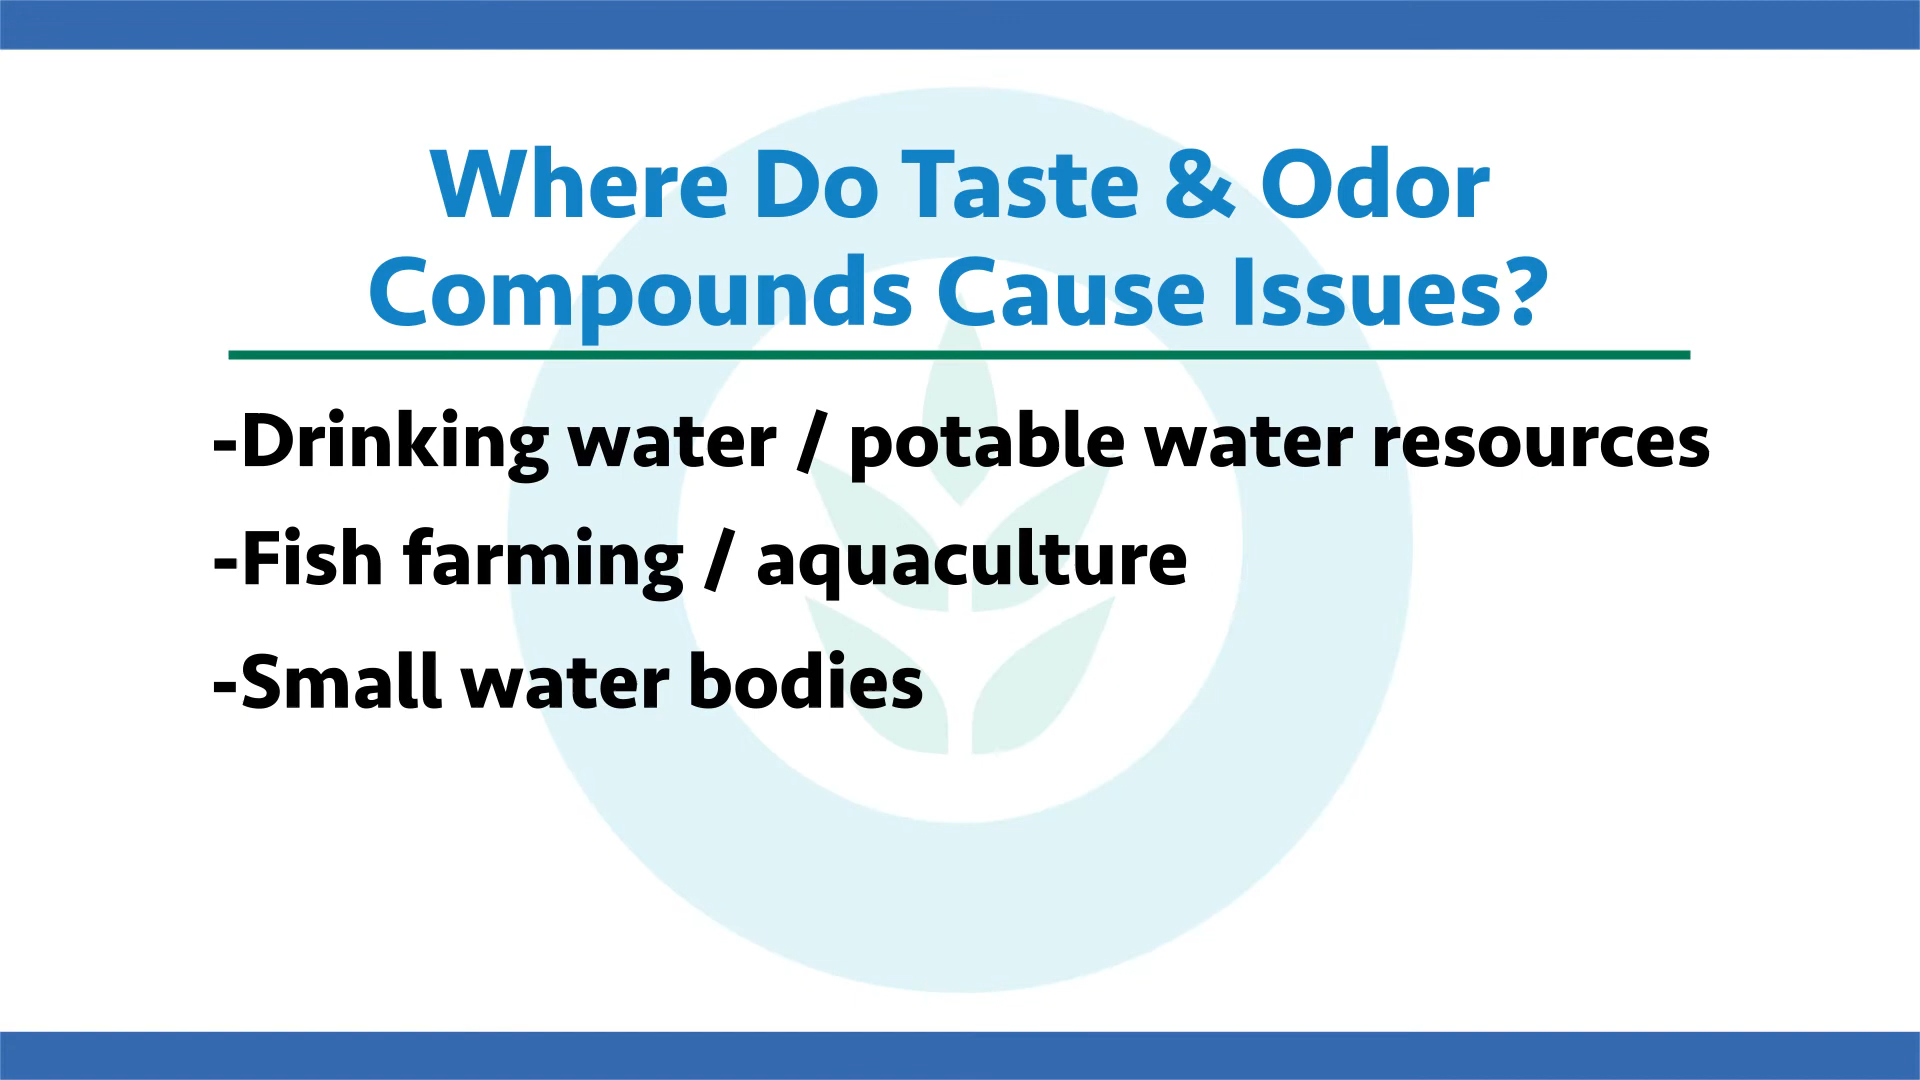 Where Do Taste & Odor
Compounds Cause Issues?
-Drinking water / potable water resources
-Fish farming / aquaculture
-Small water bodies